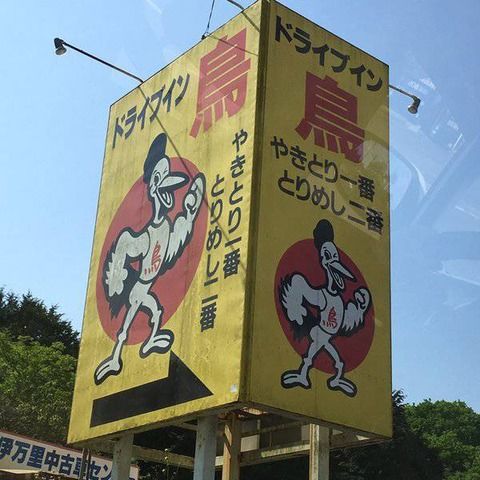 ドライブイン
鳥
やきとり一番
とりめし二番
鳥
ドライブイン
鳥
やきとり一番
とりめし二番
鳥
伊万里中古車セン